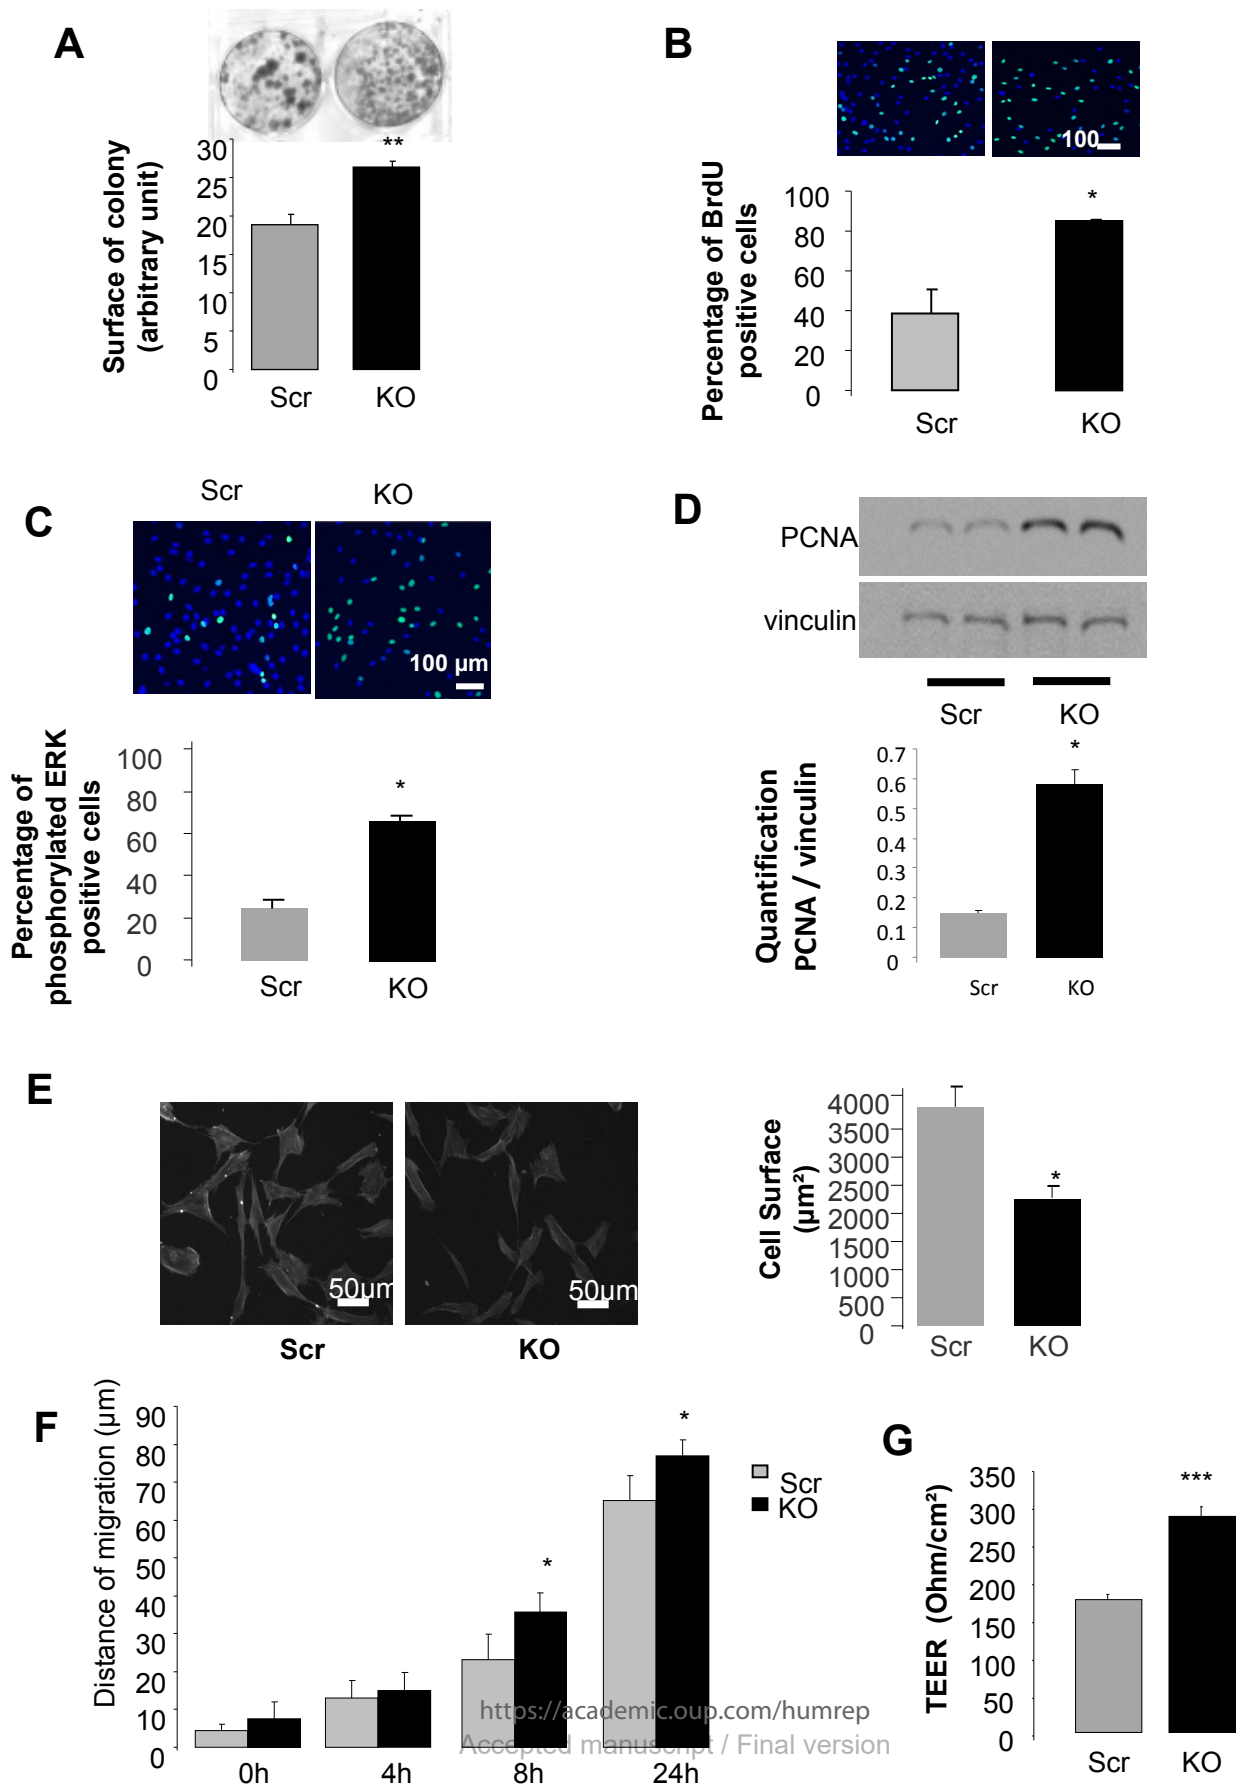 A
**
Surface of colony
(arbitrary unit)
30
25
20
15
10
5
0
Scr
KO
B
100
*
Percentage of BrdU
positive cells
100
80
60
40
20
0
Scr
KO
C
Scr
KO
100 µm
Percentage of
phosphorylated ERK
positive cells
100
80
60
40
20
0
*
Scr
KO
D
PCNA
vinculin
Scr
KO
Quantification
PCNA / vinculin
0.7
0.6
0.5
0.4
0.3
0.2
0.1
0
*
Scr
KO
E
50µm
50µm
Scr
KO
Cell Surface
(µm²)
4000
3500
3000
2500
2000
1500
1000
500
0
*
Scr
KO
F
Distance of migration (µm)
90
80
70
60
50
40
30
20
10
0
*
*
Scr
KO
0h
4h
8h
24h
G
TEER (Ohm/cm²)
350
300
250
200
150
100
50
0
***
Scr
KO
https://academic.oup.com/humrep
Accepted manuscript / Final version